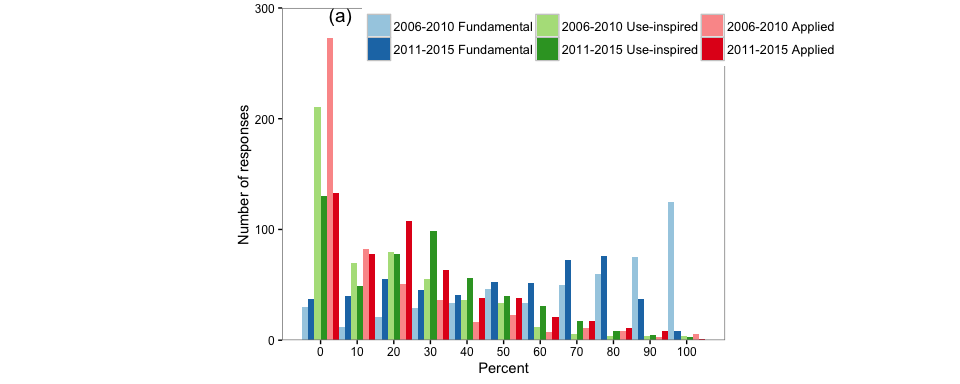 300
(a)
2006-2010 Fundamental 2006-2010 Use-inspired 2006-2010 Applied
2011-2015 Fundamental 2011-2015 Use-inspired 2011-2015 Applied
200
Number of responses
100
0
0 10 20 30 40 50 60 70 80 90 100
Percent